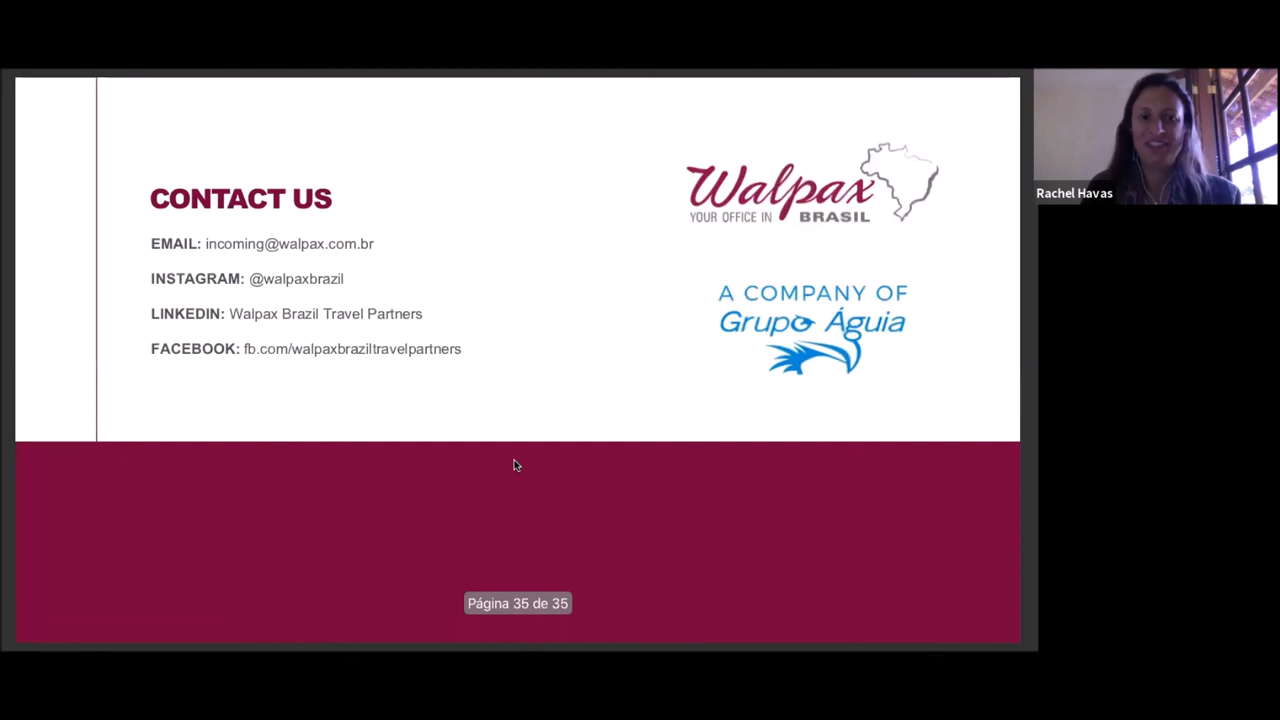 CONTACT US
EMAIL: incoming@walpax.com.br
INSTAGRAM: @walpaxbrazil
LINKEDIN: Walpax Brazil Travel Partners
FACEBOOK: fb.com/walpaxbraziltravelpartners
Walpax
YOUR OFFICE IN BRASIL
A COMPANY OF
Grupo Águia
Página 35 de 35
Rachel Havas